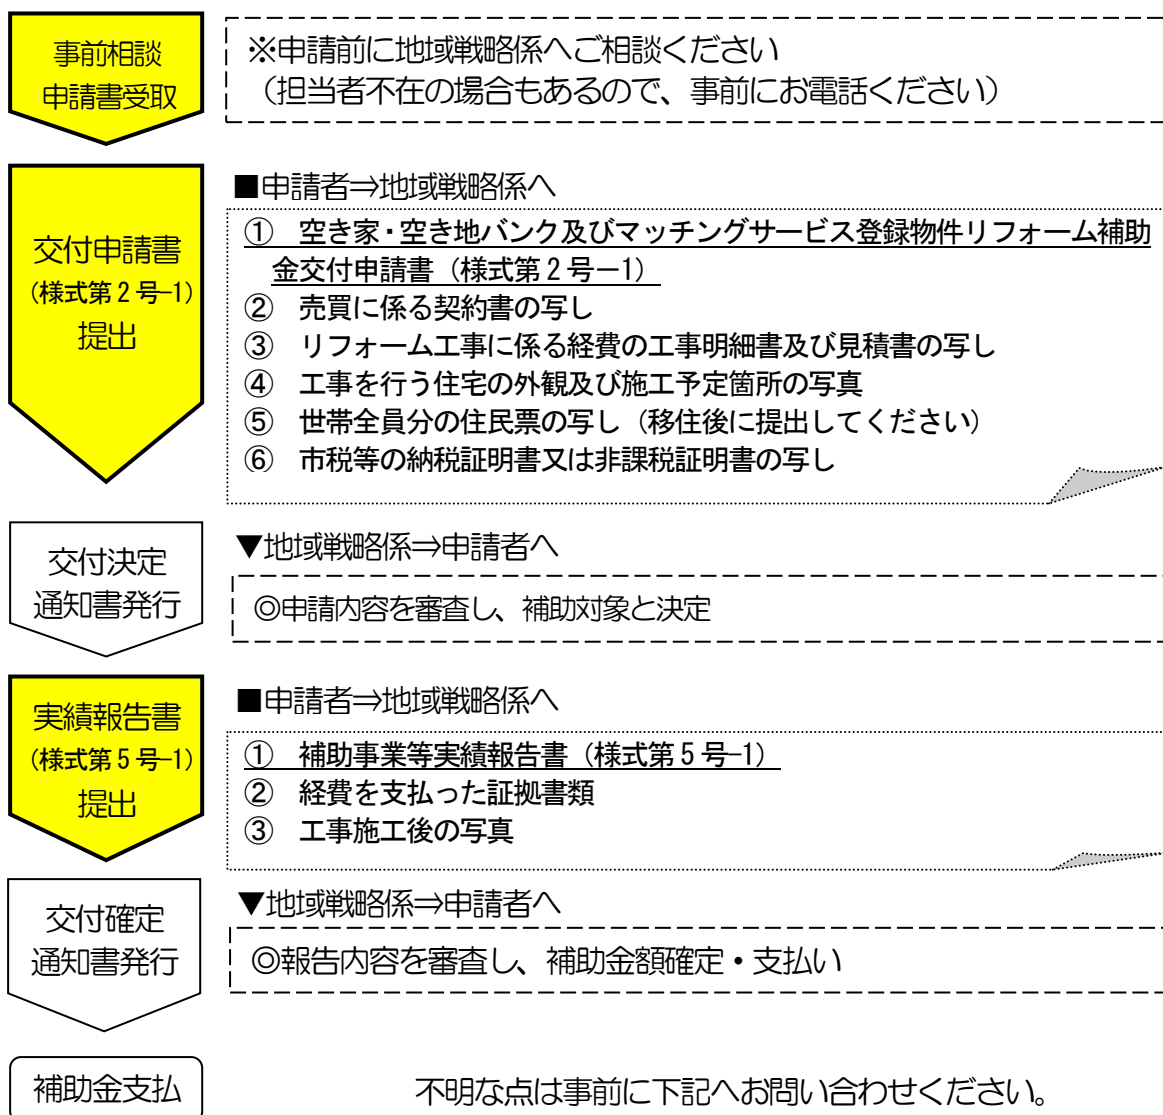 事前相談
申請書受取
※申請前に地域戦略係へご相談ください
（担当者不在の場合もあるので、事前にお電話ください）
交付申請書
（様式第２号-1）
提出
■申請者⇒地域戦略係へ
①　空き家・空き地バンク及びマッチングサービス登録物件リフォーム補助
金交付申請書（様式第２号－1）
②　売買に係る契約書の写し
③　リフォーム工事に係る経費の工事明細書及び見積書の写し
④　工事を行う住宅の外観及び施工予定箇所の写真
⑤　世帯全員分の住民票の写し（移住後に提出してください）
⑥　市税等の納税証明書又は非課税証明書の写し
交付決定
通知書発行
▼地域戦略係⇒申請者へ
◎申請内容を審査し、補助対象と決定
実績報告書
（様式第５号-1）
提出
■申請者⇒地域戦略係へ
①　補助事業等実績報告書（様式第５号-1）
②　経費を支払った証拠書類
③　工事施工後の写真
交付確定
通知書発行
▼地域戦略係⇒申請者へ
◎報告内容を審査し、補助金額確定・支払い
補助金支払
不明な点は事前に下記へお問い合わせください。